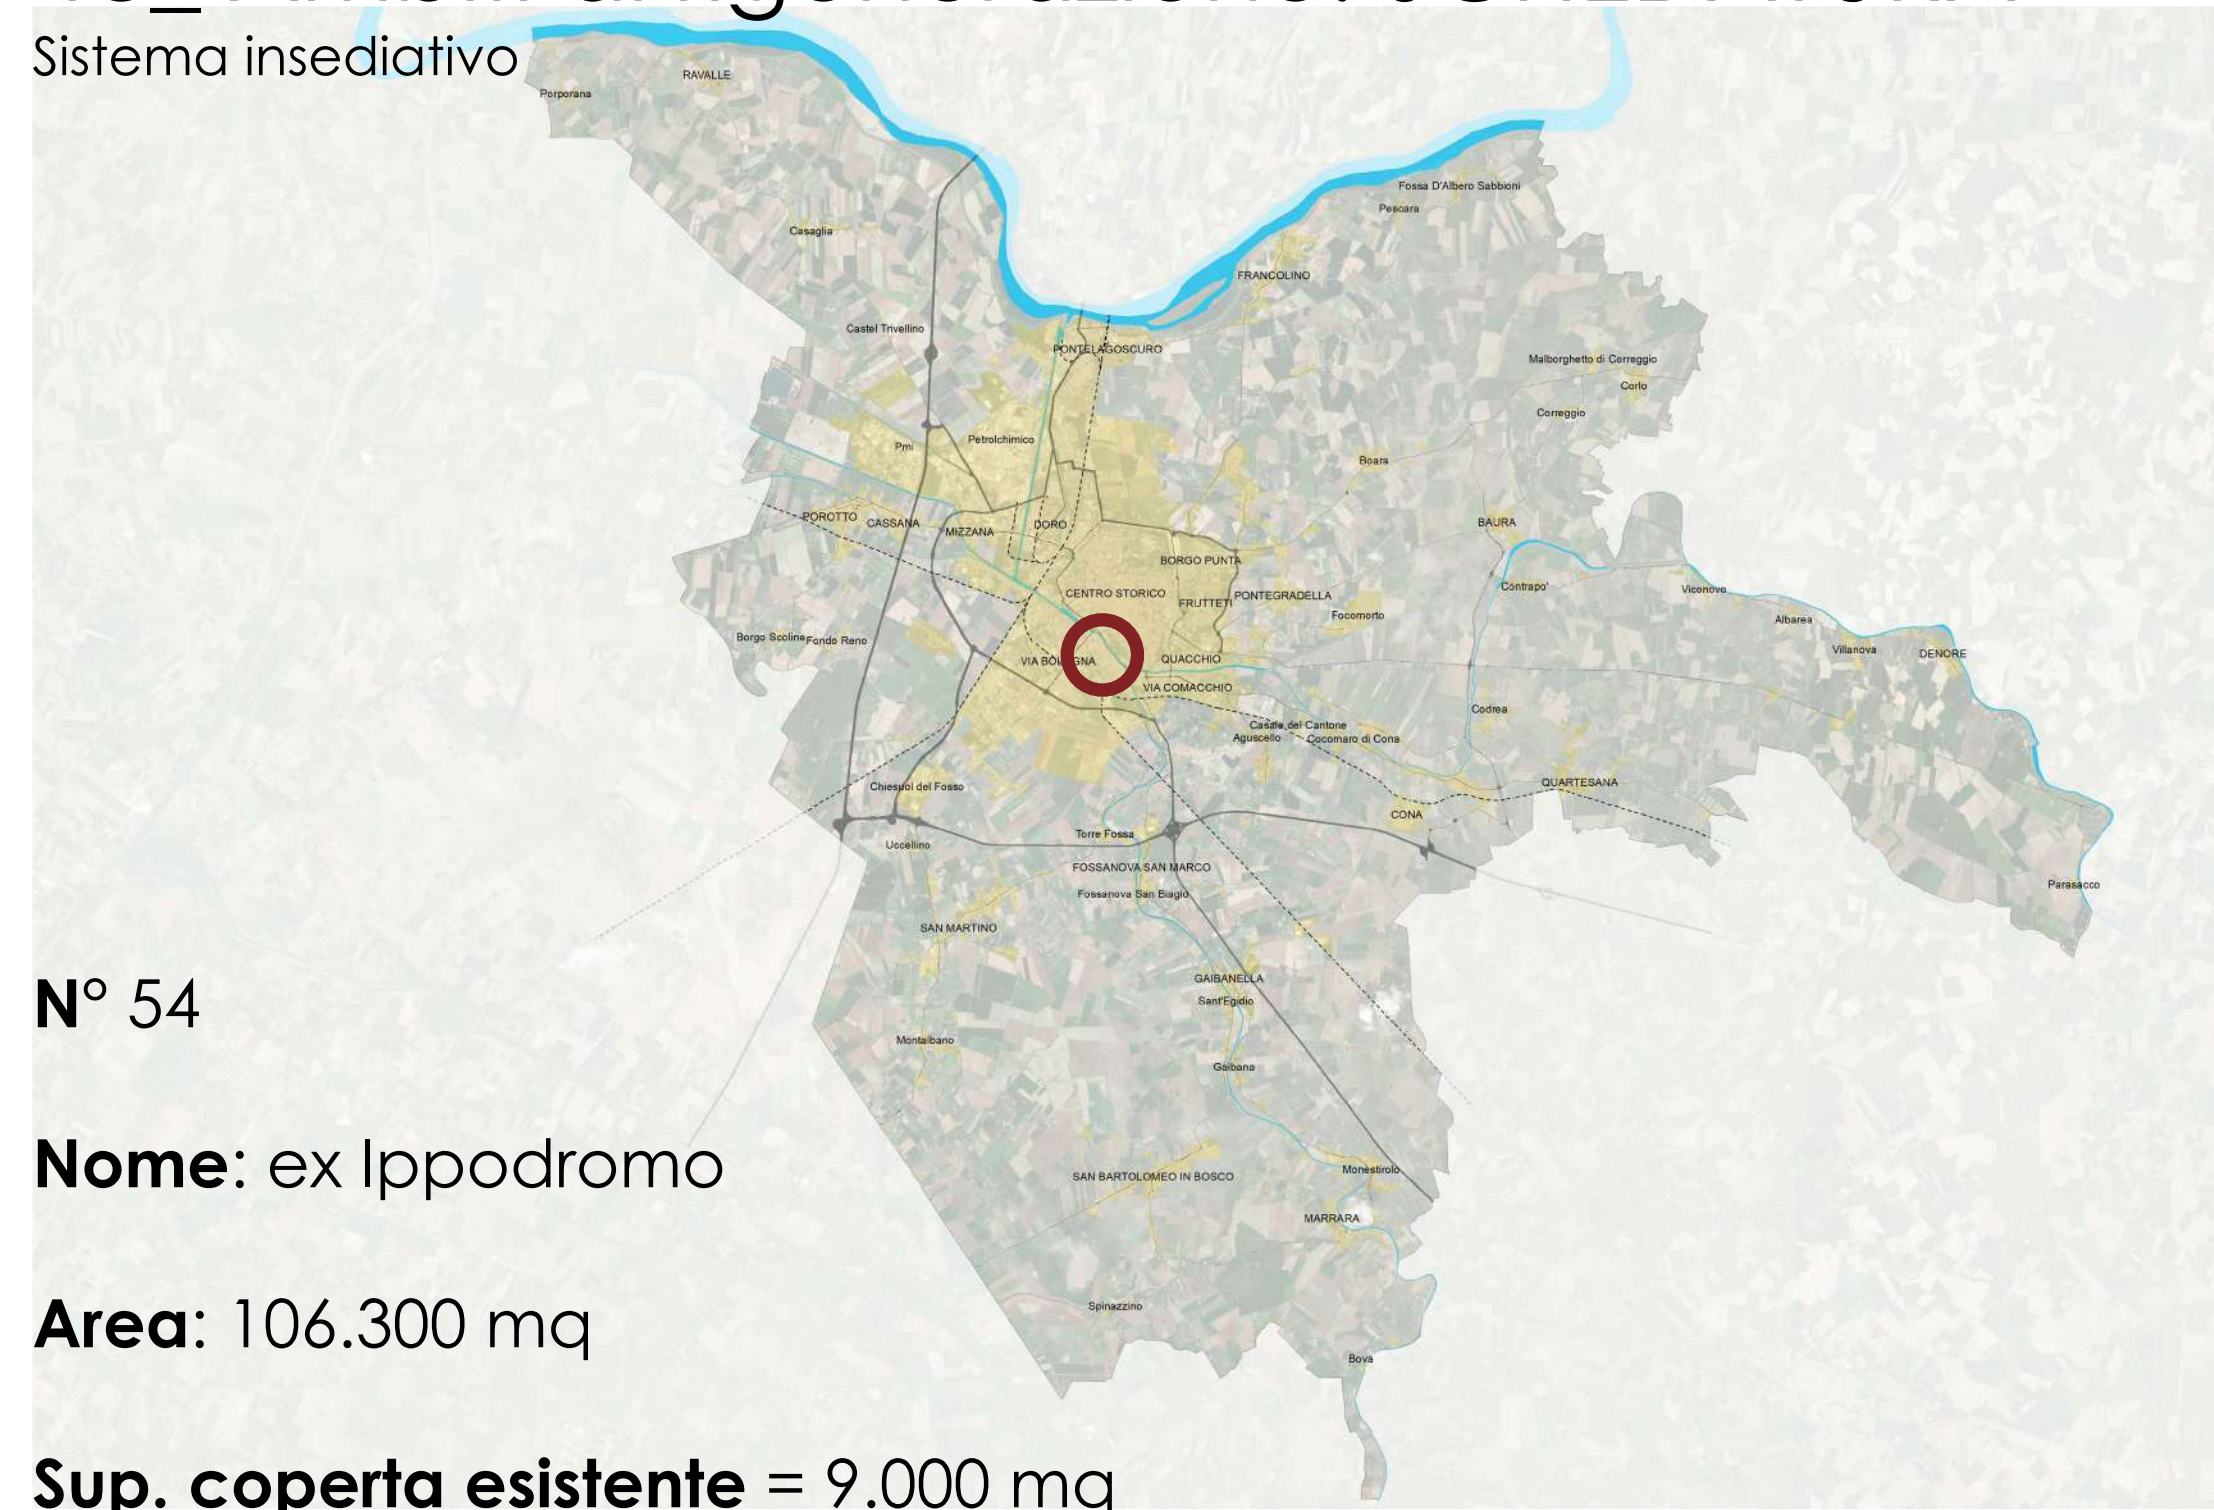 Sistema insediativo
RAVALLE
Porporana
Fossa D'Albero Sabbioni
Pescara
Casaglia
FRANCOLINO
Castel Trivellino
PONTELAGOSCURO
Malborghetto di Correggio
Corlo
Correggio
Petrolchimico
Pmi
Boara
POROTTO
CASSANA
MIZZANA
DORO
BAURA
BORGO PUNTA
CENTRO STORICO
FRUTTETI
PONTEGRADELLA
Contrapo'
Viconovo
Focomorto
Albarea
Borgo Scoline
Fondo Reno
Villanova
DENORE
VIA BOLOGNA
QUACCHIO
VIA COMACCHIO
Codrea
Casale del Cantone
Aguscello
Cocomaro di Cona
Chiesuol del Fosso
QUARTESANA
CONA
Torre Fossa
Uccellino
FOSSANOVA SAN MARCO
Fossanova San Biagio
Parasacco
SAN MARTINO
GAIBANELLA
Sant'Egidio
N° 54
Montalbano
Gaibana
Nome: ex Ippodromo
SAN BARTOLOMEO IN BOSCO
Monestirolo
MARRARA
Area: 106.300 mq
Spinazzino
Bova
Sup. coperta esistente = 9.000 mq